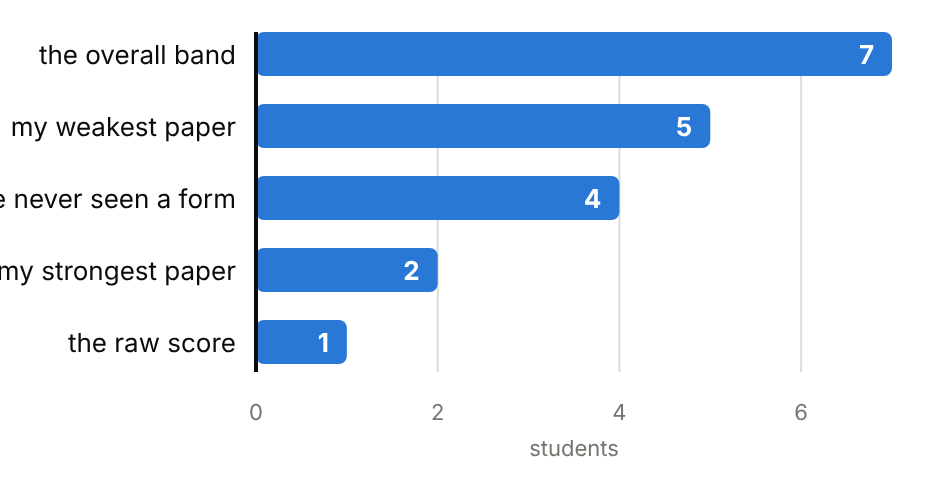 the overall band
7
my weakest paper
5
never seen a form
4
my strongest paper
2
the raw score
1
0 2 4 6
students